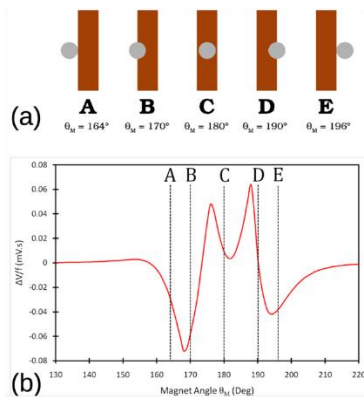 A B C D E
θM = 164° θM = 170° θM = 180° θM = 190° θM = 196°
(a)
A B C D E
0.08
0.06
0.04
0.02
0
-0.02
-0.04
-0.06
-0.08
ΔV/f (mV.s)
130 140 150 160 170 180 190 200 210 220
Magnet Angle θM (Deg)
(b)